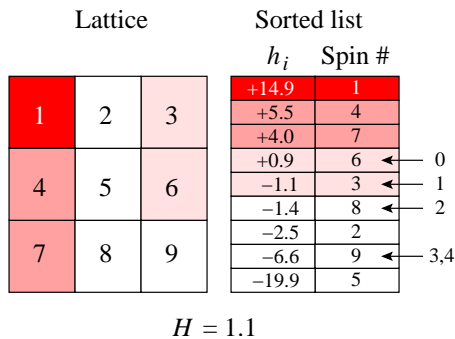 Lattice Sorted list
h_i Spin #
1 2 3
4 5 6
7 8 9
+14.9 1
+5.5 4
+4.0 7
+0.9 6 0
−1.1 3 1
−1.4 8 2
−2.5 2
−6.6 9 3,4
−19.9 5
H = 1.1